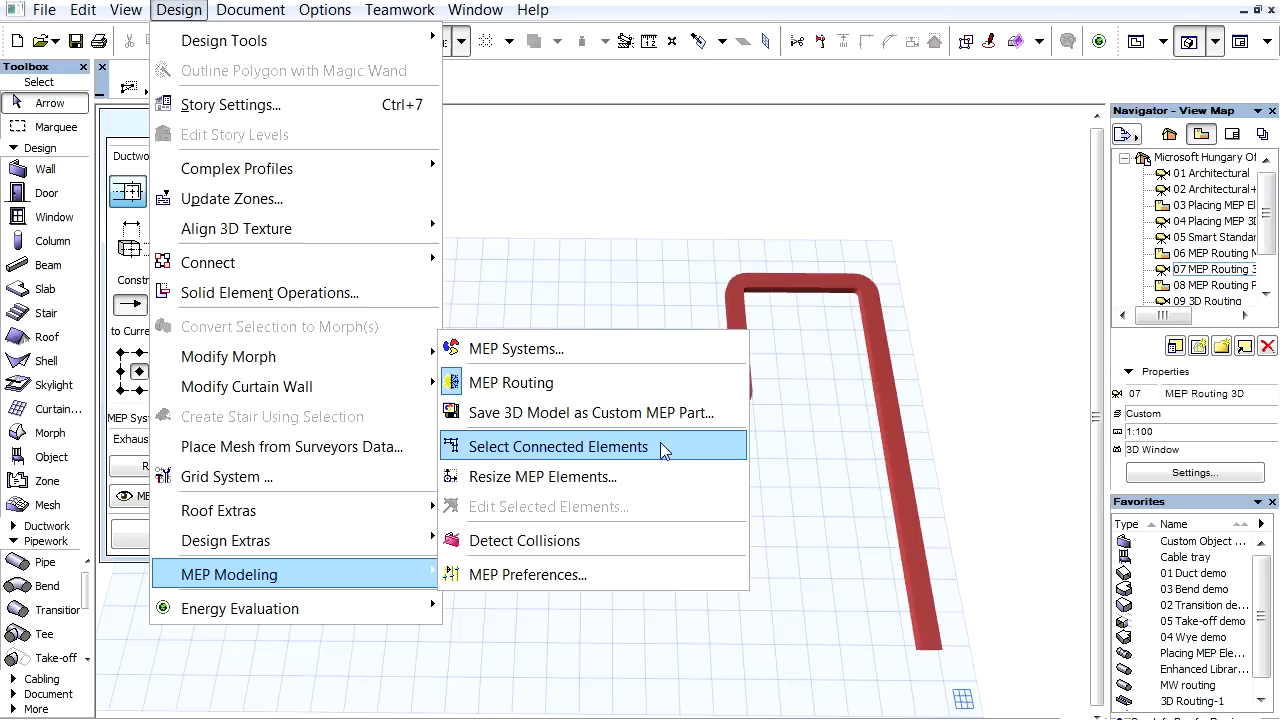 File Edit View Design Document Options Teamwork Window Help
Toolbox
Select
Arrow
Marquee
Design
Wall
Door
Window
Column
Beam
Slab
Stair
Roof
Shell
Skylight
Curtain...
Morph
Object
Zone
Mesh
Ductwork
Pipework
Pipe
Bend
Transition
Tee
Take-off
Cabling
Document
More
Ductwo
Constr
to Curre
MEP Sys
Exhaus
R
ME
Design Tools
Outline Polygon with Magic Wand
Story Settings... Ctrl+7
Edit Story Levels
Complex Profiles
Update Zones...
Align 3D Texture
Connect
Solid Element Operations...
Convert Selection to Morph(s)
Modify Morph
Modify Curtain Wall
Create Stair Using Selection
Place Mesh from Surveyors Data...
Grid System ...
Roof Extras
Design Extras
MEP Modeling
Energy Evaluation
MEP Systems...
MEP Routing
Save 3D Model as Custom MEP Part...
Select Connected Elements
Resize MEP Elements...
Edit Selected Elements...
Detect Collisions
MEP Preferences...
Navigator - View Map
Microsoft Hungary Of
01 Architectural
02 Architectural+
03 Placing MEP El
04 Placing MEP 3D
05 Smart Standar
06 MEP Routing
07 MEP Routing 3
08 MEP Routing P
09 3D Routing
Properties
07 MEP Routing 3D
Custom
1:100
3D Window
Settings...
Favorites
Type Name
Custom Object ...
Cable tray
01 Duct demo
03 Bend demo
02 Transition de...
05 Take-off demo
04 Wye demo
Placing MEP Ele...
Enhanced Librar...
MW routing
3D Routing-1